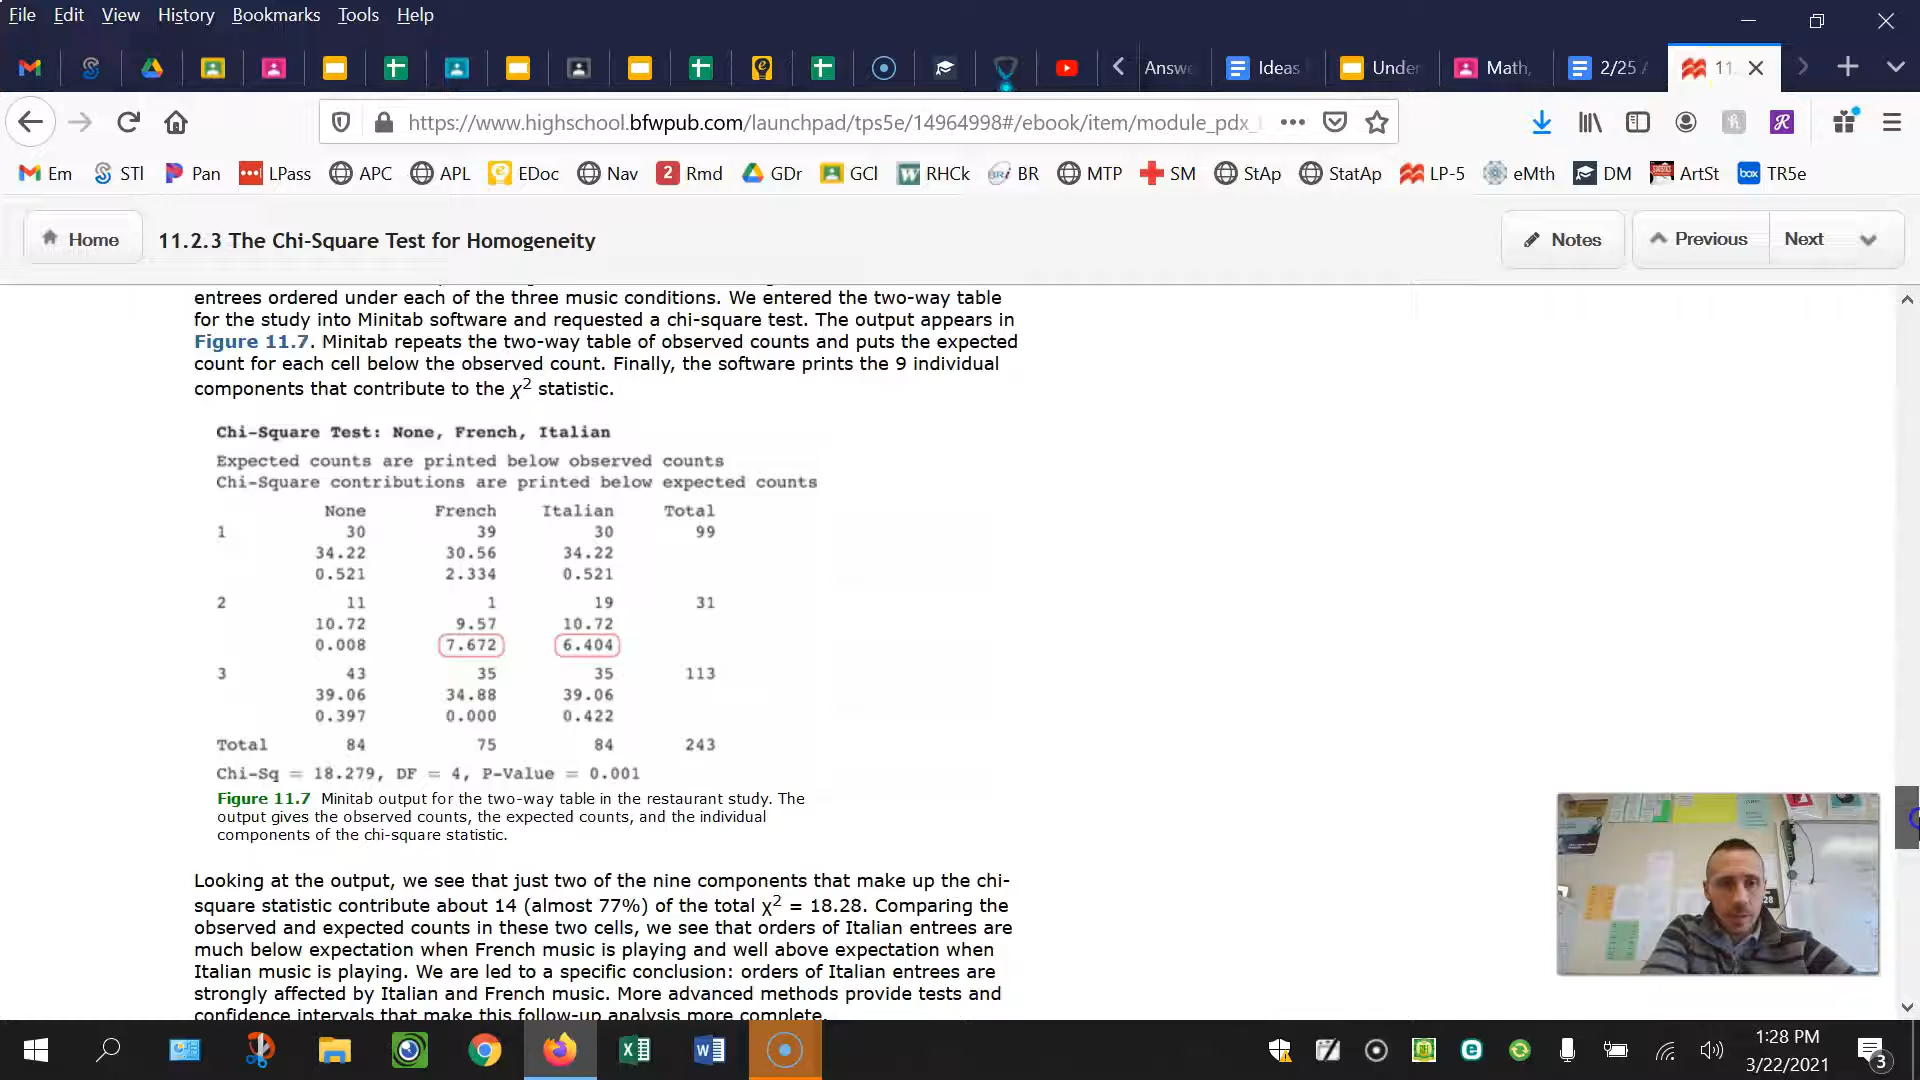 File Edit View History Bookmarks Tools Help
Answe Ideas Under Math, 2/25 11
https://www.highschool.bfwpub.com/launchpad/tps5e/14964998#/ebook/item/module_pdx_
Em STl Pan LPass APC APL EDoc Nav 2 Rmd GDr GCl RHCk BR MTP SM StAp StatAp LP-5 eMth DM ArtSt box TR5e
Home 11.2.3 The Chi-Square Test for Homogeneity Notes Previous Next
entrees ordered under each of the three music conditions. We entered the two-way table
for the study into Minitab software and requested a chi-square test. The output appears in
Figure 11.7. Minitab repeats the two-way table of observed counts and puts the expected
count for each cell below the observed count. Finally, the software prints the 9 individual
components that contribute to the χ2 statistic.
Chi-Square Test: None, French, Italian
Expected counts are printed below observed counts
Chi-Square contributions are printed below expected counts
None French Italian Total
1 30 39 30 99
34.22 30.56 34.22
0.521 2.334 0.521
2 11 1 19 31
10.72 9.57 10.72
0.008 7.672 6.404
3 43 35 35 113
39.06 34.88 39.06
0.397 0.000 0.422
Total 84 75 84 243
Chi-Sq = 18.279, DF = 4, P-Value = 0.001
Figure 11.7 Minitab output for the two-way table in the restaurant study. The
output gives the observed counts, the expected counts, and the individual
components of the chi-square statistic.
Looking at the output, we see that just two of the nine components that make up the chi-
square statistic contribute about 14 (almost 77%) of the total χ2 = 18.28. Comparing the
observed and expected counts in these two cells, we see that orders of Italian entrees are
much below expectation when French music is playing and well above expectation when
Italian music is playing. We are led to a specific conclusion: orders of Italian entrees are
strongly affected by Italian and French music. More advanced methods provide tests and
confidence intervals that make this follow-up analysis more complete.
1:28 PM
3/22/2021
3